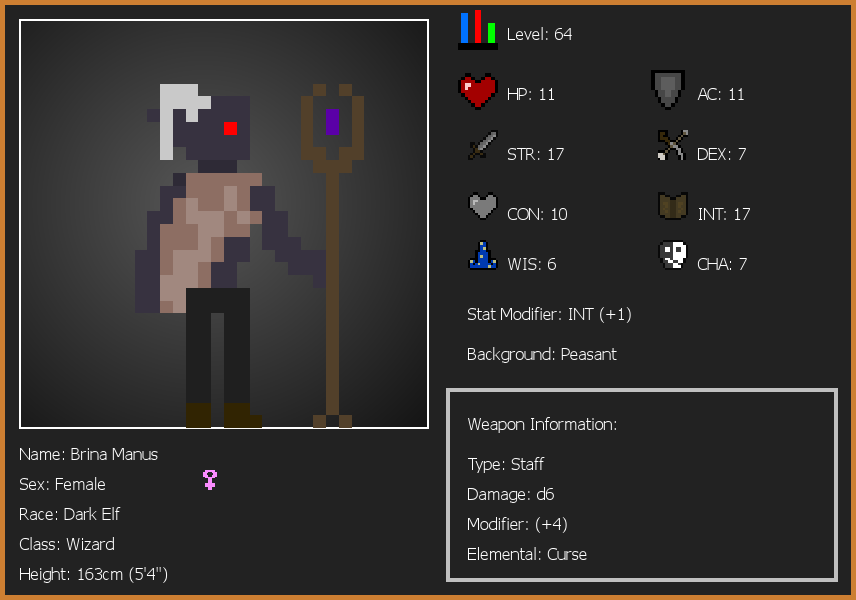 Level: 64
HP: 11
AC: 11
STR: 17
DEX: 7
CON: 10
INT: 17
WIS: 6
CHA: 7
Stat Modifier: INT (+1)
Background: Peasant
Weapon Information:
Type: Staff
Damage: d6
Modifier: (+4)
Elemental: Curse
Name: Brina Manus
Sex: Female
Race: Dark Elf
Class: Wizard
Height: 163cm (5'4")